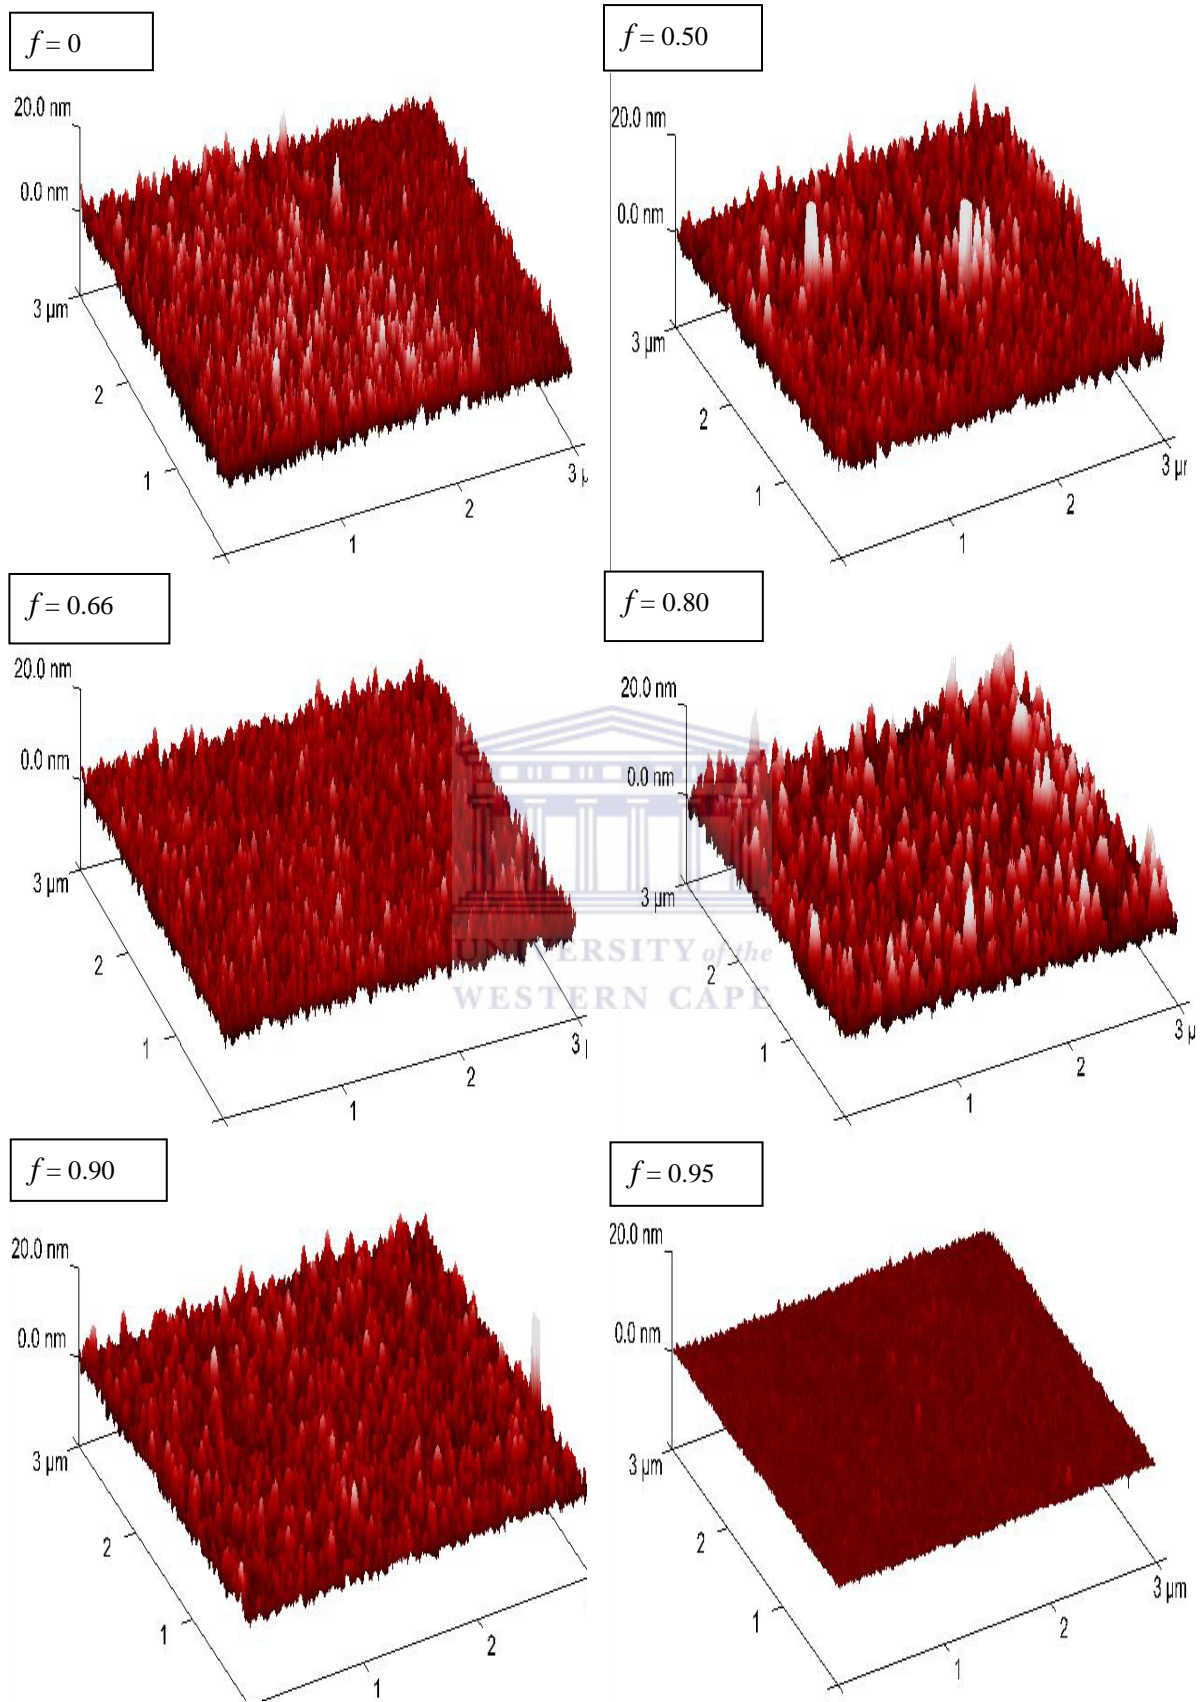 f = 0
20.0 nm
0.0 nm
3 µm
2
1
1
2
3 µ
f = 0.50
20.0 nm
0.0 nm
3 µm
2
1
1
2
3 µm
f = 0.66
20.0 nm
0.0 nm
3 µm
2
1
1
2
3
f = 0.80
20.0 nm
0.0 nm
3 µm
2
1
1
2
3 µ
UNIVERSITY of the
WESTERN CAPE
f = 0.90
20.0 nm
0.0 nm
3 µm
2
1
1
2
f = 0.95
20.0 nm
0.0 nm
3 µm
2
1
1
2
3 µm